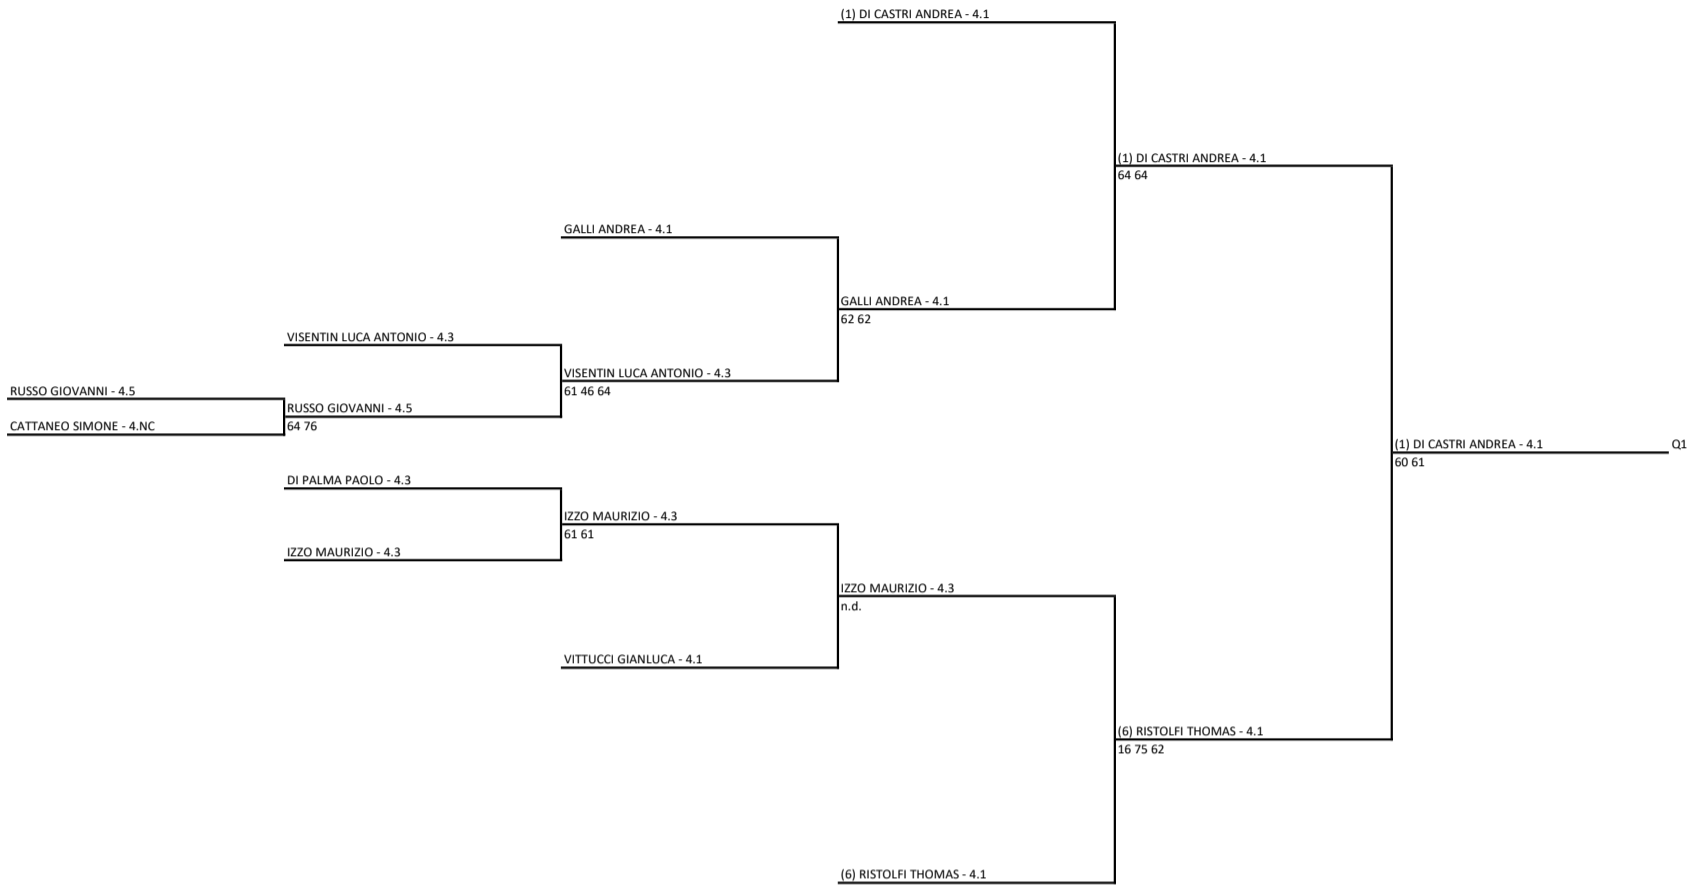 (1) DI CASTRI ANDREA - 4.1
(1) DI CASTRI ANDREA - 4.1
64 64
GALLI ANDREA - 4.1
GALLI ANDREA - 4.1
62 62
VISENTIN LUCA ANTONIO - 4.3
VISENTIN LUCA ANTONIO - 4.3
61 46 64
RUSSO GIOVANNI - 4.5
RUSSO GIOVANNI - 4.5
64 76
CATTANEO SIMONE - 4.NC
(1) DI CASTRI ANDREA - 4.1
Q1
60 61
DI PALMA PAOLO - 4.3
IZZO MAURIZIO - 4.3
61 61
IZZO MAURIZIO - 4.3
IZZO MAURIZIO - 4.3
n.d.
VITTUCCI GIANLUCA - 4.1
(6) RISTOLFI THOMAS - 4.1
16 75 62
(6) RISTOLFI THOMAS - 4.1